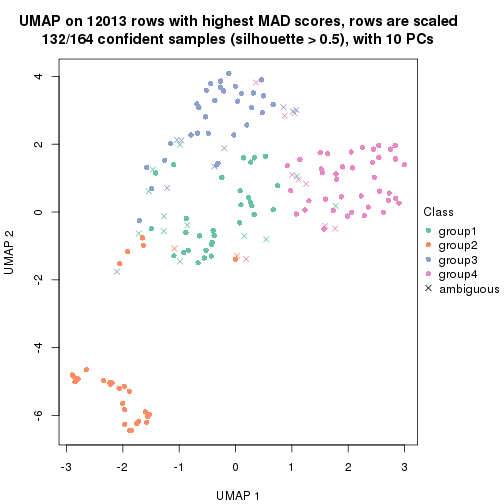 UMAP on 12013 rows with highest MAD scores, rows are scaled
132/164 confident samples (silhouette > 0.5), with 10 PCs
4
2
0
-2
-4
-6
UMAP 2
-3
-2
-1
0
1
2
3
UMAP 1
Class
group1
group2
group3
group4
ambiguous